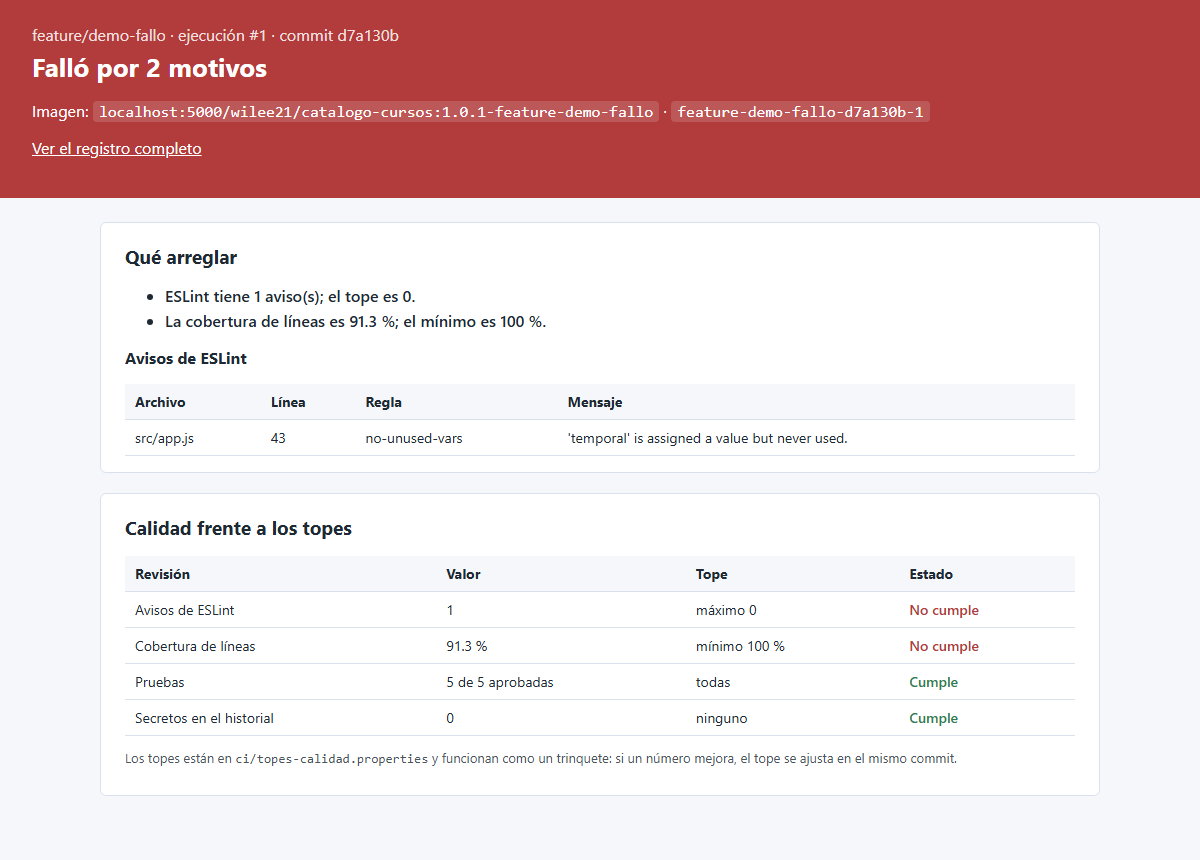 feature/demo-fallo · ejecución #1 · commit d7a130b
Falló por 2 motivos
Imagen: localhost:5000/wilee21/catalogo-cursos:1.0.1-feature-demo-fallo · feature-demo-fallo-d7a130b-1
Ver el registro completo
Qué arreglar
• ESLint tiene 1 aviso(s); el tope es 0.
• La cobertura de líneas es 91.3 %; el mínimo es 100 %.
Avisos de ESLint
Archivo Línea Regla Mensaje
src/app.js 43 no-unused-vars 'temporal' is assigned a value but never used.
Calidad frente a los topes
Revisión Valor Tope Estado
Avisos de ESLint 1 máximo 0 No cumple
Cobertura de líneas 91.3 % mínimo 100 % No cumple
Pruebas 5 de 5 aprobadas todas Cumple
Secretos en el historial 0 ninguno Cumple
Los topes están en ci/topes-calidad.properties y funcionan como un trinquete: si un número mejora, el tope se ajusta en el mismo commit.